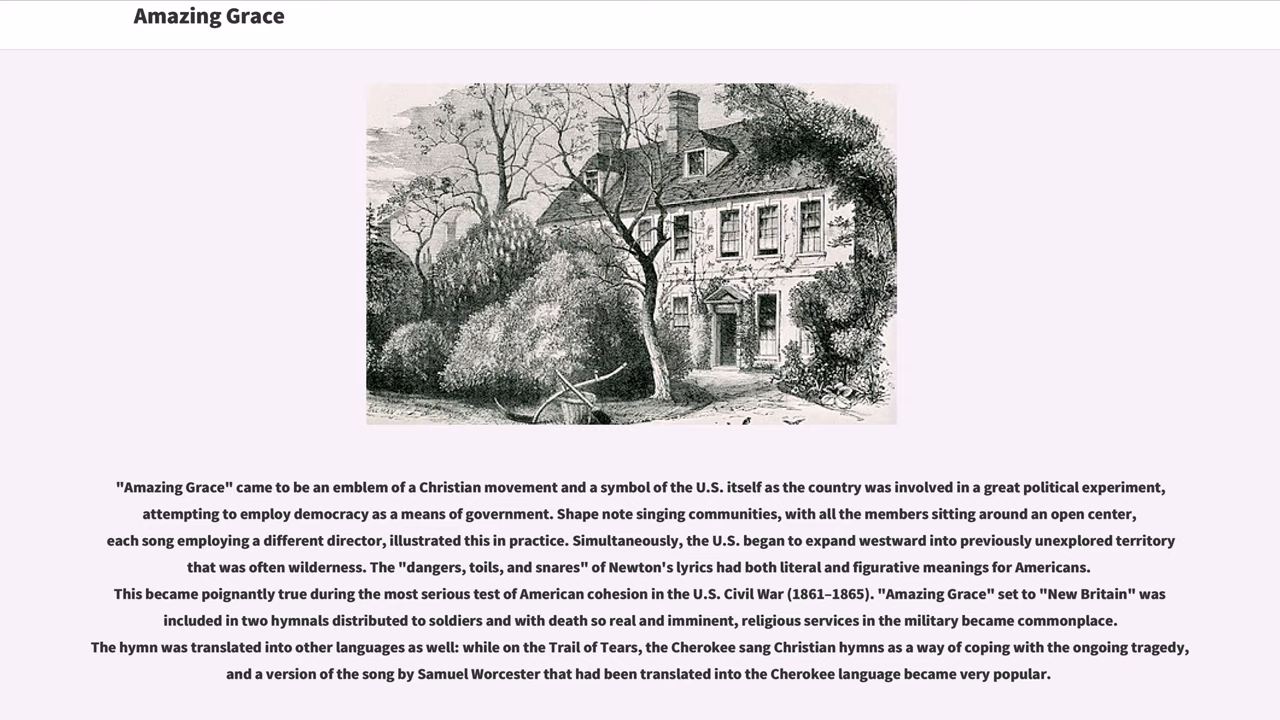 Amazing Grace
"Amazing Grace" came to be an emblem of a Christian movement and a symbol of the U.S. itself as the country was involved in a great political experiment,
attempting to employ democracy as a means of government. Shape note singing communities, with all the members sitting around an open center,
each song employing a different director, illustrated this in practice. Simultaneously, the U.S. began to expand westward into previously unexplored territory
that was often wilderness. The "dangers, toils, and snares" of Newton's lyrics had both literal and figurative meanings for Americans.
This became poignantly true during the most serious test of American cohesion in the U.S. Civil War (1861–1865). "Amazing Grace" set to "New Britain" was
included in two hymnals distributed to soldiers and with death so real and imminent, religious services in the military became commonplace.
The hymn was translated into other languages as well: while on the Trail of Tears, the Cherokee sang Christian hymns as a way of coping with the ongoing tragedy,
and a version of the song by Samuel Worcester that had been translated into the Cherokee language became very popular.